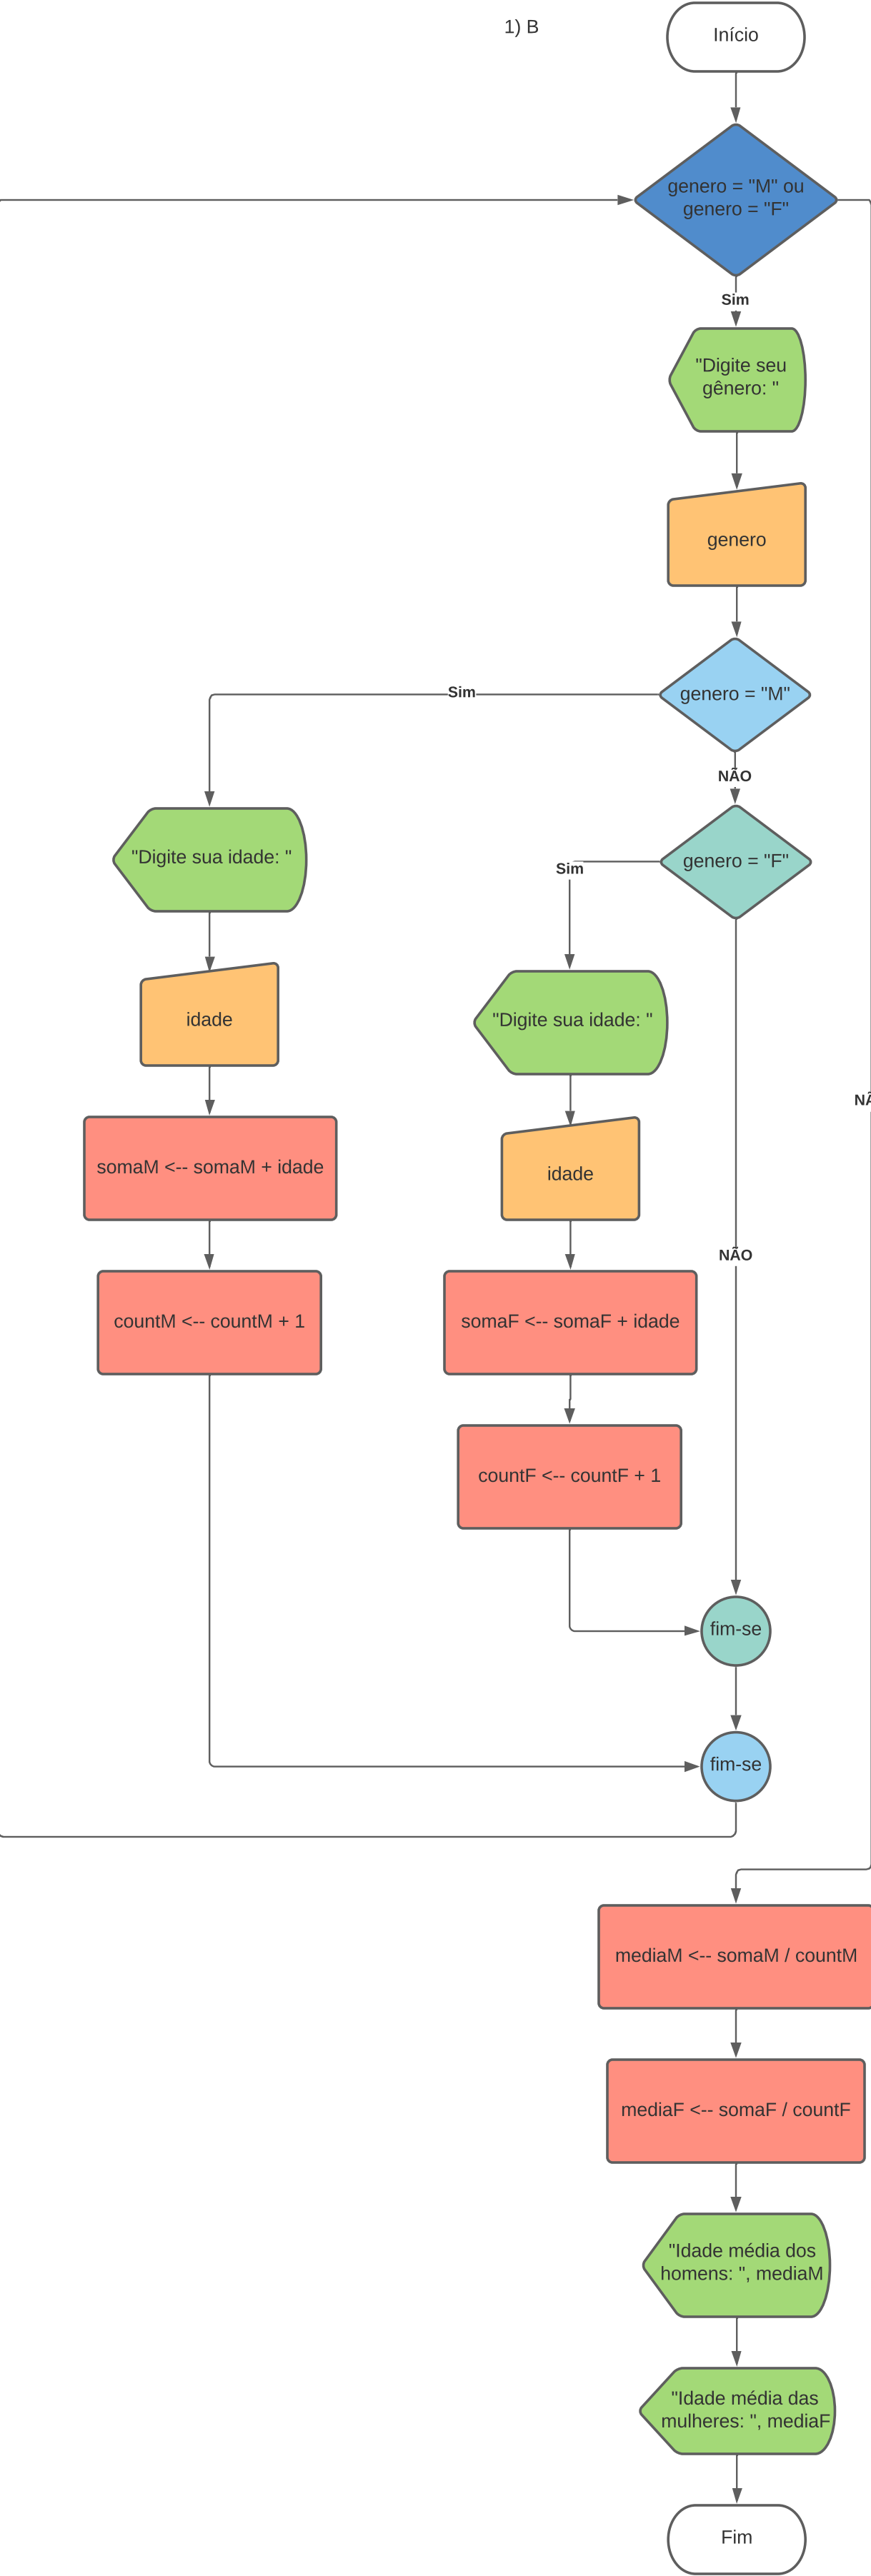 1) B
Início
genero = "M" ou
genero = "F"
Sim
"Digite seu
gênero: "
genero
genero = "M"
Sim
NÃO
"Digite sua idade: "
genero = "F"
Sim
idade
"Digite sua idade: "
NÃ
somaM <-- somaM + idade
idade
NÃO
countM <-- countM + 1
somaF <-- somaF + idade
countF <-- countF + 1
fim-se
fim-se
mediaM <-- somaM / countM
mediaF <-- somaF / countF
"Idade média dos
homens: ", mediaM
"Idade média das
mulheres: ", mediaF
Fim